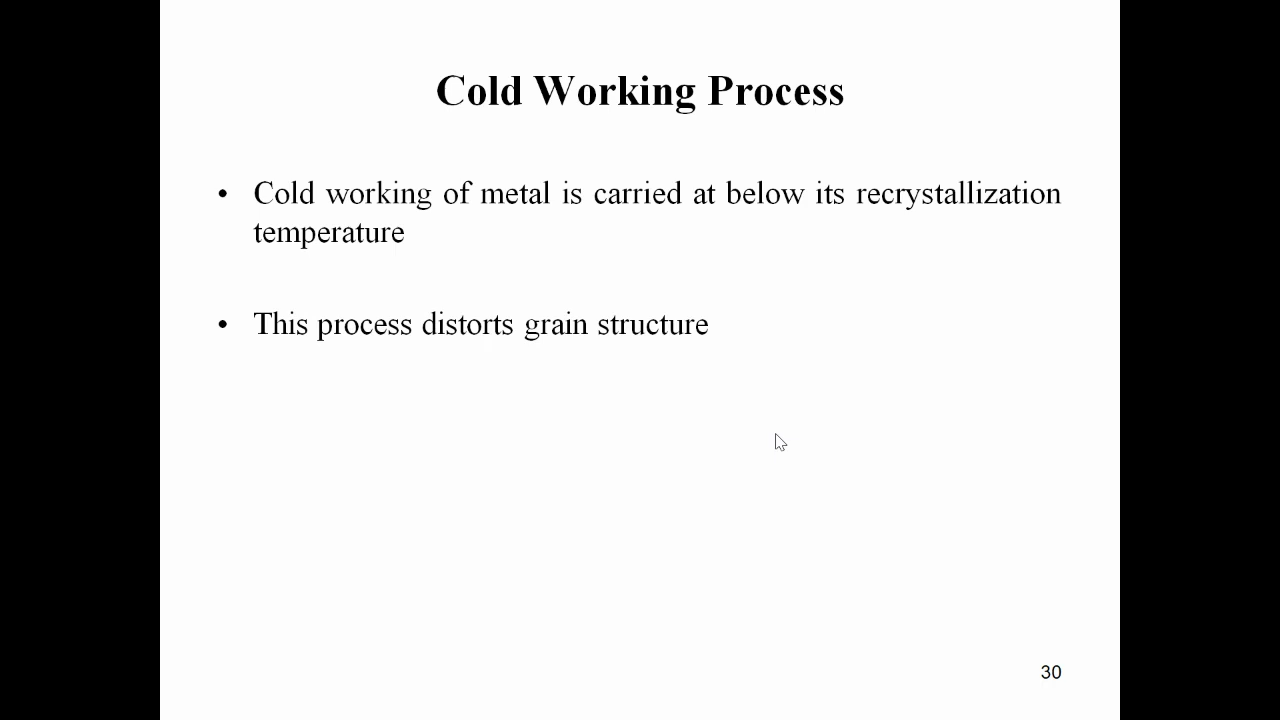 Cold Working Process
• Cold working of metal is carried at below its recrystallization
temperature
• This process distorts grain structure
30